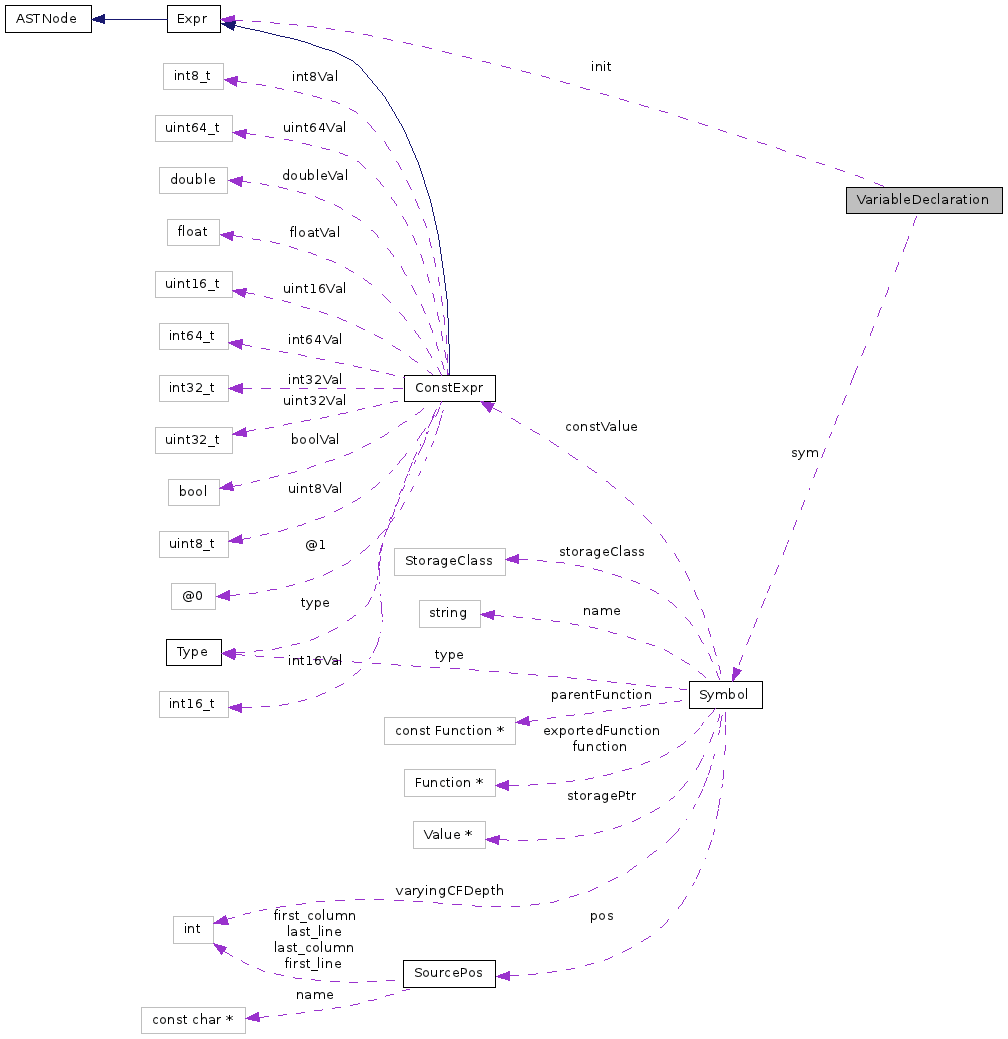 ASTNode
Expr
init
int8_t
int8Val
uint64_t
uint64Val
double
doubleVal
VariableDeclaration
float
floatVal
uint16_t
uint16Val
int64_t
int64Val
int32_t
int32Val
ConstExpr
uint32Val
uint32_t
boolVal
constValue
sym
bool
uint8Val
uint8_t
@1
StorageClass
storageClass
@0
type
string
name
Type
int16Val
type
int16_t
parentFunction
Symbol
const Function *
exportedFunction
function
Function *
storagePtr
Value *
varyingCFDepth
int
first_column
last_line
last_column
first_line
pos
SourcePos
name
const char *